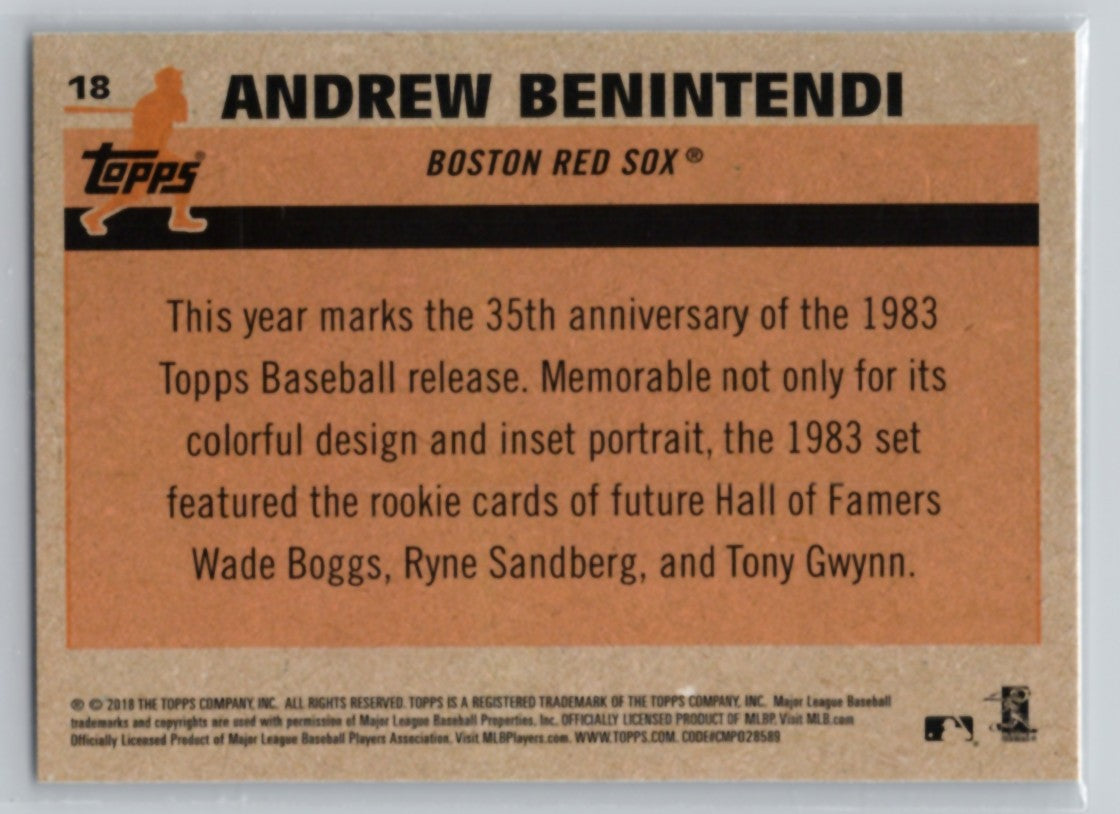 18
ANDREW BENINTENDI
Topps®
BOSTON RED SOX®
This year marks the 35th anniversary of the 1983
Topps Baseball release. Memorable not only for its
colorful design and inset portrait, the 1983 set
featured the rookie cards of future Hall of Famers
Wade Boggs, Ryne Sandberg, and Tony Gwynn.
® © 2018 THE TOPPS COMPANY, INC. ALL RIGHTS RESERVED. TOPPS IS A REGISTERED TRADEMARK OF THE TOPPS COMPANY, INC. Major League Baseball
trademarks and copyrights are used with permission of Major League Baseball Properties, Inc. OFFICIALLY LICENSED PRODUCT OF MLBP. Visit MLB.com
Officially Licensed Product of Major League Baseball Players Association. Visit MLBPlayers.com. WWW.TOPPS.COM. CODE#CMP028589